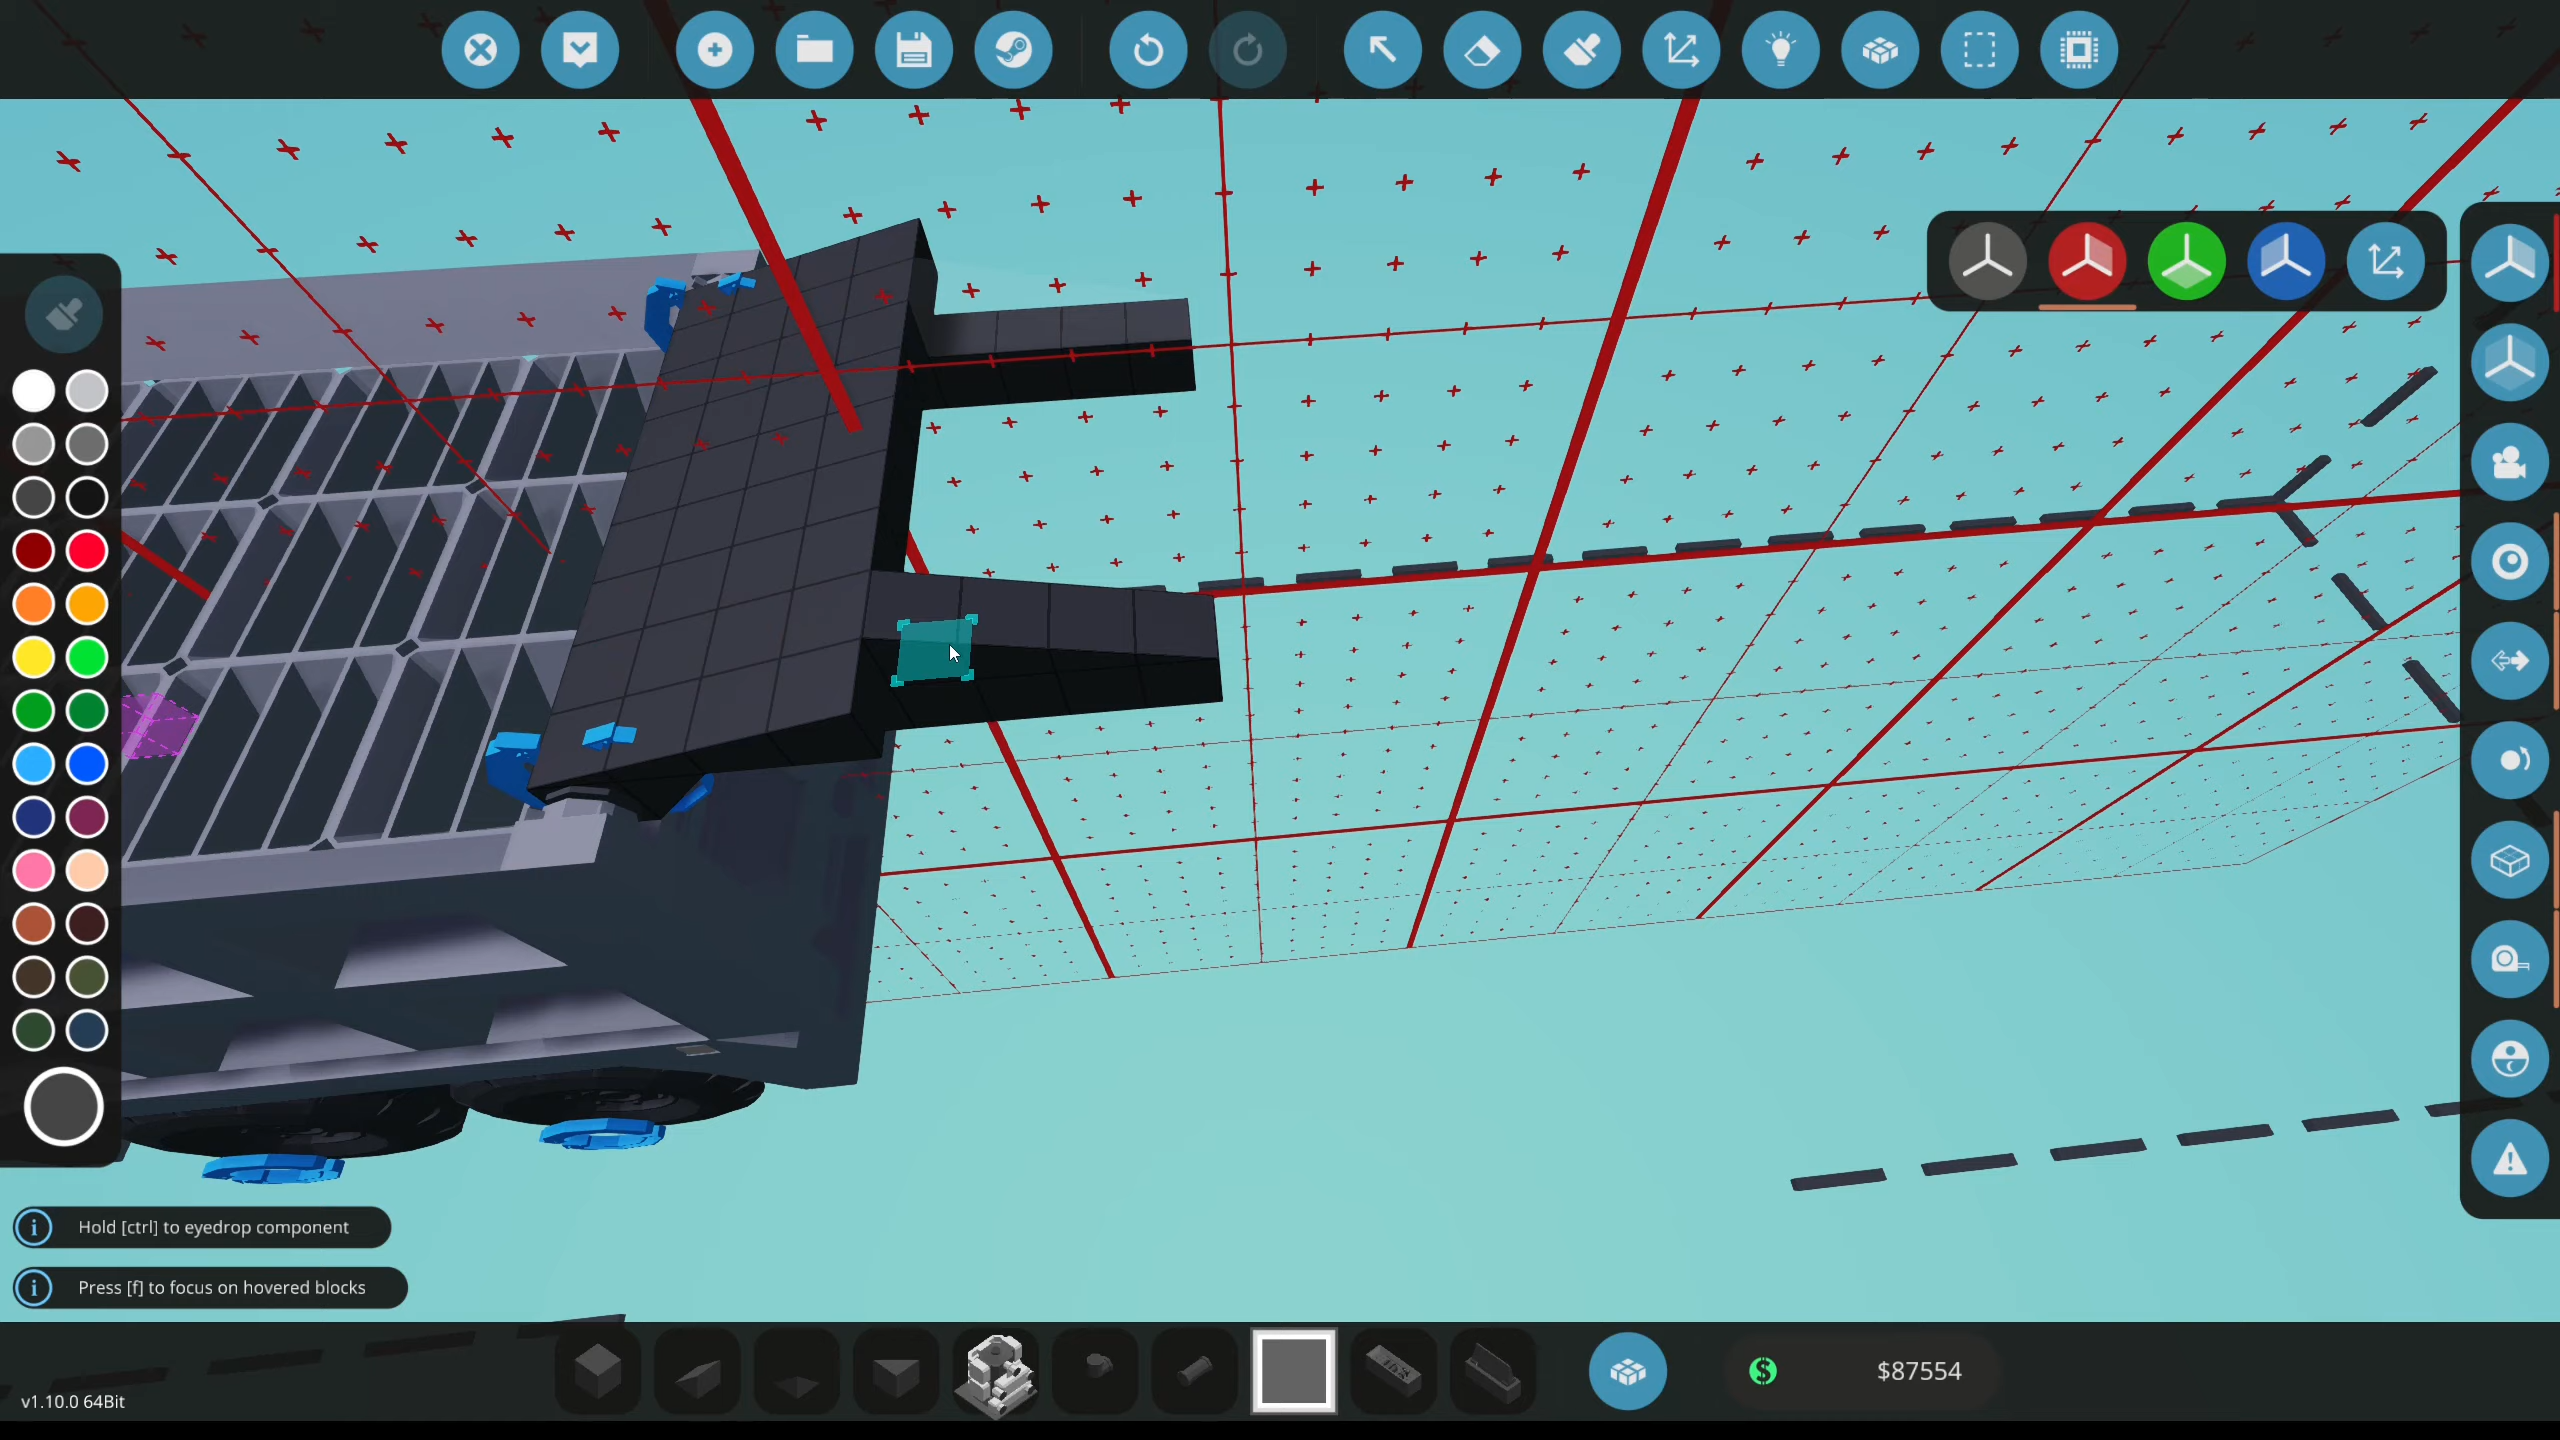 Hold [ctrl] to eyedrop component
Press [f] to focus on hovered blocks
v1.10.0 64Bit
$
$87554